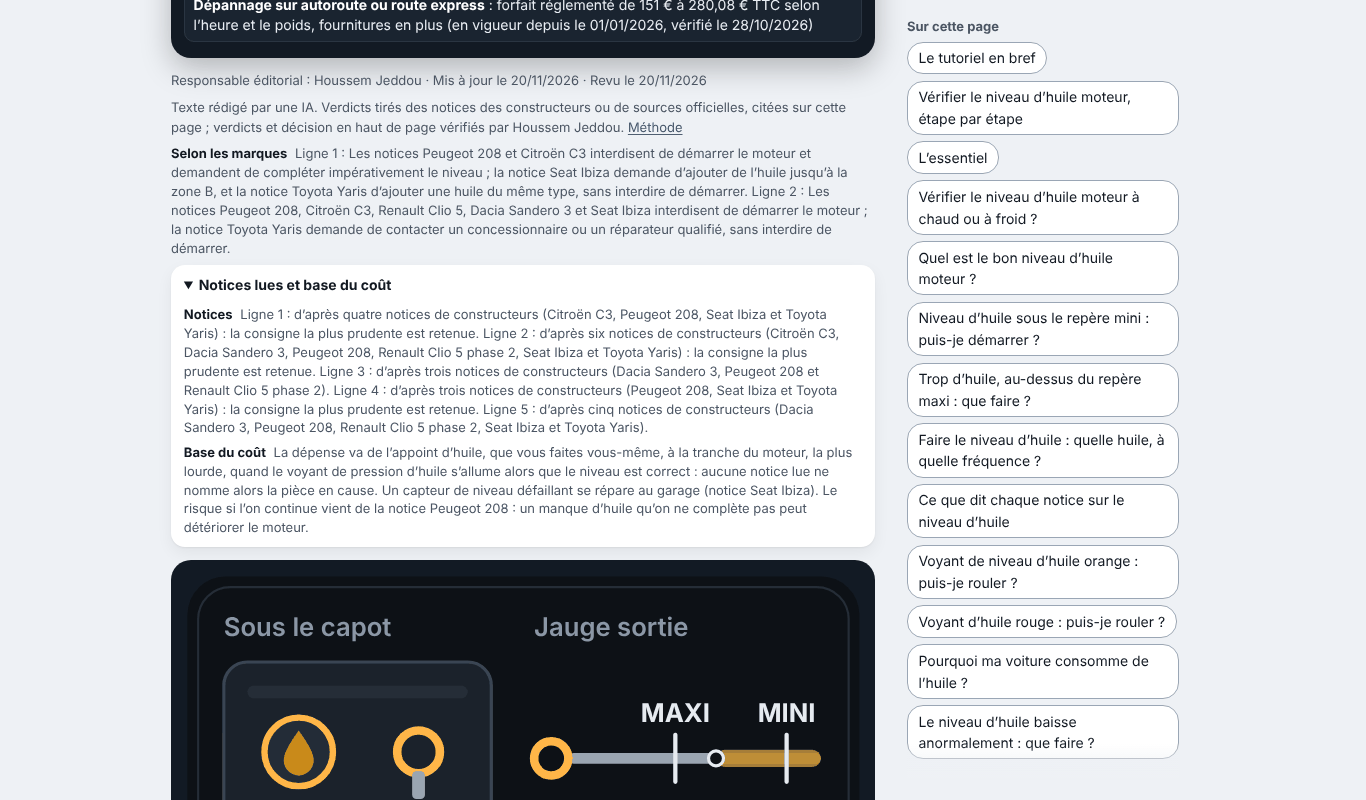 Dépannage sur autoroute ou route express : forfait réglementé de 151 € à 280,08 € TTC selon
l’heure et le poids, fournitures en plus (en vigueur depuis le 01/01/2026, vérifié le 28/10/2026)
Responsable éditorial : Houssem Jeddou · Mis à jour le 20/11/2026 · Revu le 20/11/2026
Texte rédigé par une IA. Verdicts tirés des notices des constructeurs ou de sources officielles, citées sur cette
page ; verdicts et décision en haut de page vérifiés par Houssem Jeddou. Méthode
Selon les marques Ligne 1 : Les notices Peugeot 208 et Citroën C3 interdisent de démarrer le moteur et
demandent de compléter impérativement le niveau ; la notice Seat Ibiza demande d’ajouter de l’huile jusqu’à la
zone B, et la notice Toyota Yaris d’ajouter une huile du même type, sans interdire de démarrer. Ligne 2 : Les
notices Peugeot 208, Citroën C3, Renault Clio 5, Dacia Sandero 3 et Seat Ibiza interdisent de démarrer le moteur ;
la notice Toyota Yaris demande de contacter un concessionnaire ou un réparateur qualifié, sans interdire de
démarrer.
▼ Notices lues et base du coût
Notices Ligne 1 : d’après quatre notices de constructeurs (Citroën C3, Peugeot 208, Seat Ibiza et Toyota
Yaris) : la consigne la plus prudente est retenue. Ligne 2 : d’après six notices de constructeurs (Citroën C3,
Dacia Sandero 3, Peugeot 208, Renault Clio 5 phase 2, Seat Ibiza et Toyota Yaris) : la consigne la plus
prudente est retenue. Ligne 3 : d’après trois notices de constructeurs (Dacia Sandero 3, Peugeot 208 et
Renault Clio 5 phase 2). Ligne 4 : d’après trois notices de constructeurs (Peugeot 208, Seat Ibiza et Toyota
Yaris) : la consigne la plus prudente est retenue. Ligne 5 : d’après cinq notices de constructeurs (Dacia
Sandero 3, Peugeot 208, Renault Clio 5 phase 2, Seat Ibiza et Toyota Yaris).
Base du coût La dépense va de l’appoint d’huile, que vous faites vous-même, à la tranche du moteur, la plus
lourde, quand le voyant de pression d’huile s’allume alors que le niveau est correct : aucune notice lue ne
nomme alors la pièce en cause. Un capteur de niveau défaillant se répare au garage (notice Seat Ibiza). Le
risque si l’on continue vient de la notice Peugeot 208 : un manque d’huile qu’on ne complète pas peut
détériorer le moteur.
Sous le capot
Jauge sortie
MAXI
MINI
Sur cette page
Le tutoriel en bref
Vérifier le niveau d’huile moteur,
étape par étape
L’essentiel
Vérifier le niveau d’huile moteur à
chaud ou à froid ?
Quel est le bon niveau d’huile
moteur ?
Niveau d’huile sous le repère mini :
puis-je démarrer ?
Trop d’huile, au-dessus du repère
maxi : que faire ?
Faire le niveau d’huile : quelle huile, à
quelle fréquence ?
Ce que dit chaque notice sur le
niveau d’huile
Voyant de niveau d’huile orange :
puis-je rouler ?
Voyant d’huile rouge : puis-je rouler ?
Pourquoi ma voiture consomme de
l’huile ?
Le niveau d’huile baisse
anormalement : que faire ?